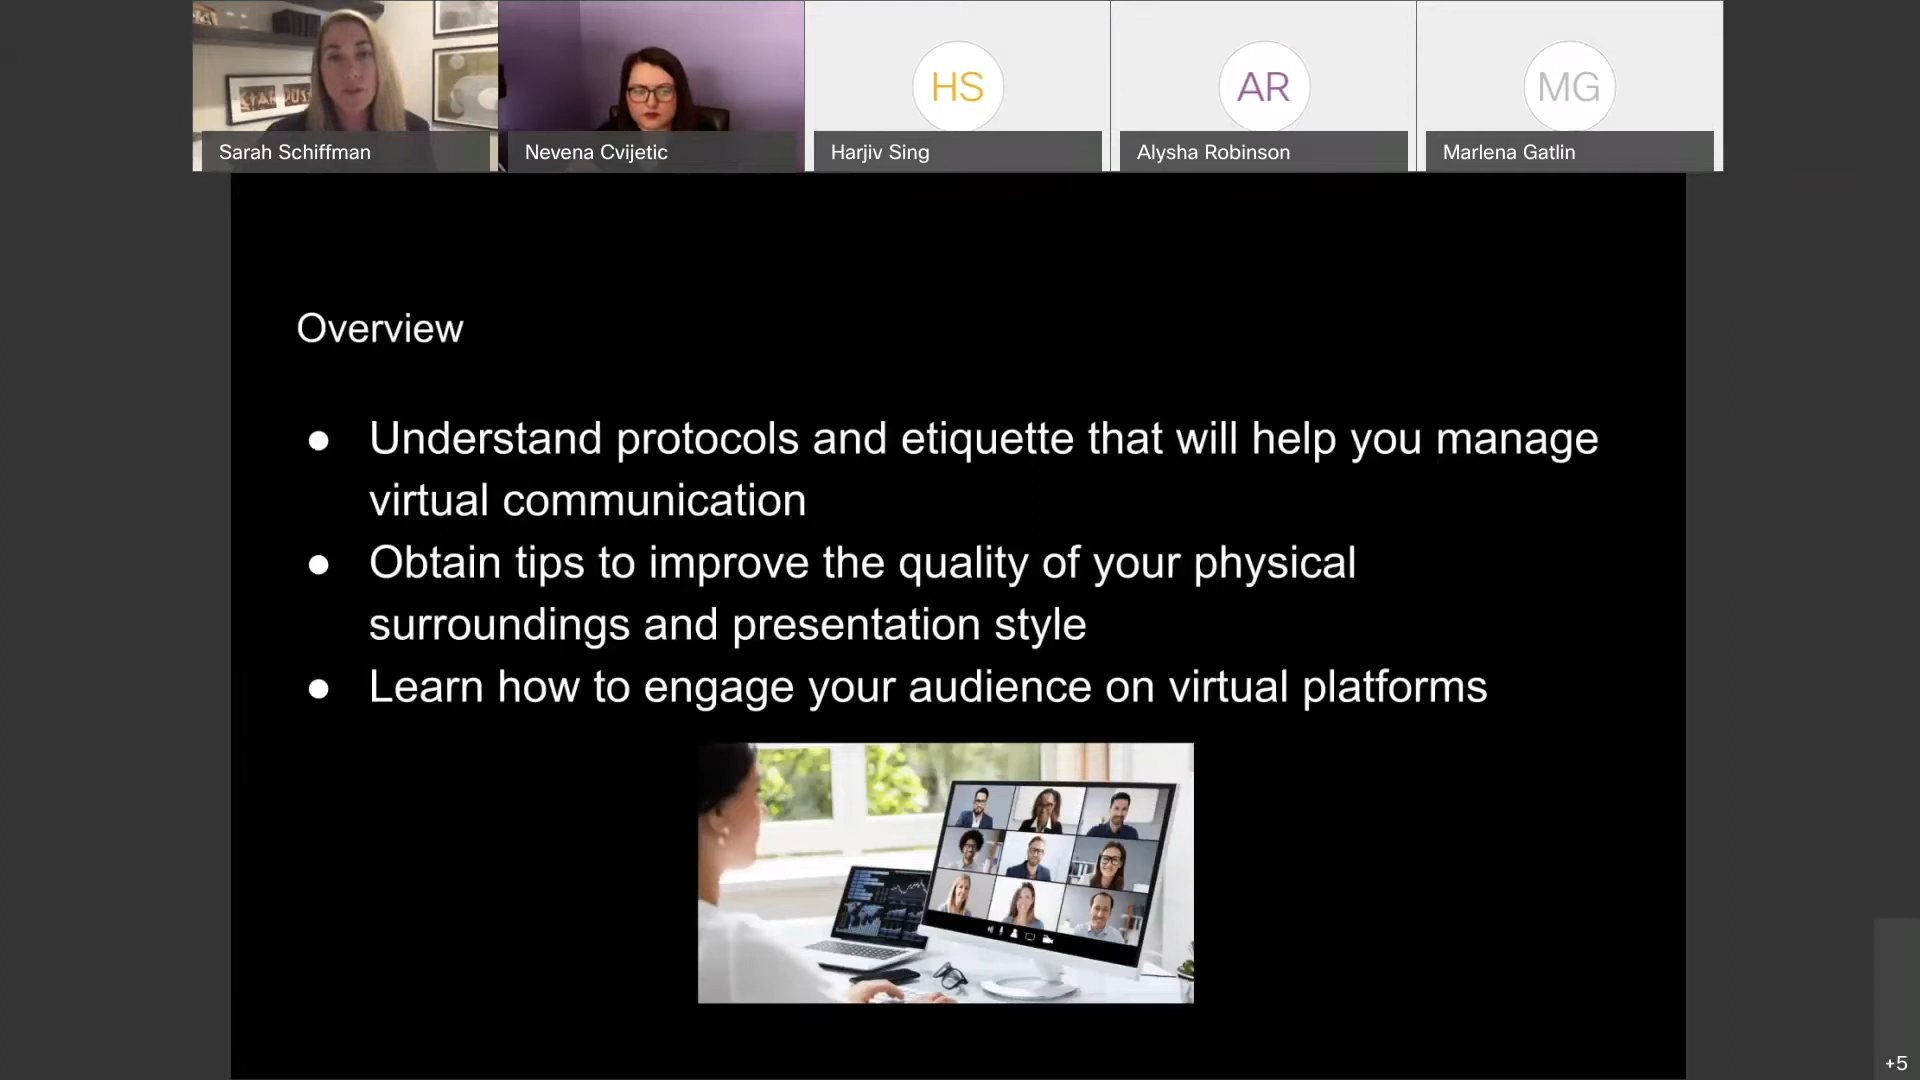 HS
AR
MG
Sarah Schiffman
Nevena Cvijetic
Harjiv Sing
Alysha Robinson
Marlena Gatlin
Overview
● Understand protocols and etiquette that will help you manage
virtual communication
● Obtain tips to improve the quality of your physical
surroundings and presentation style
● Learn how to engage your audience on virtual platforms
+5